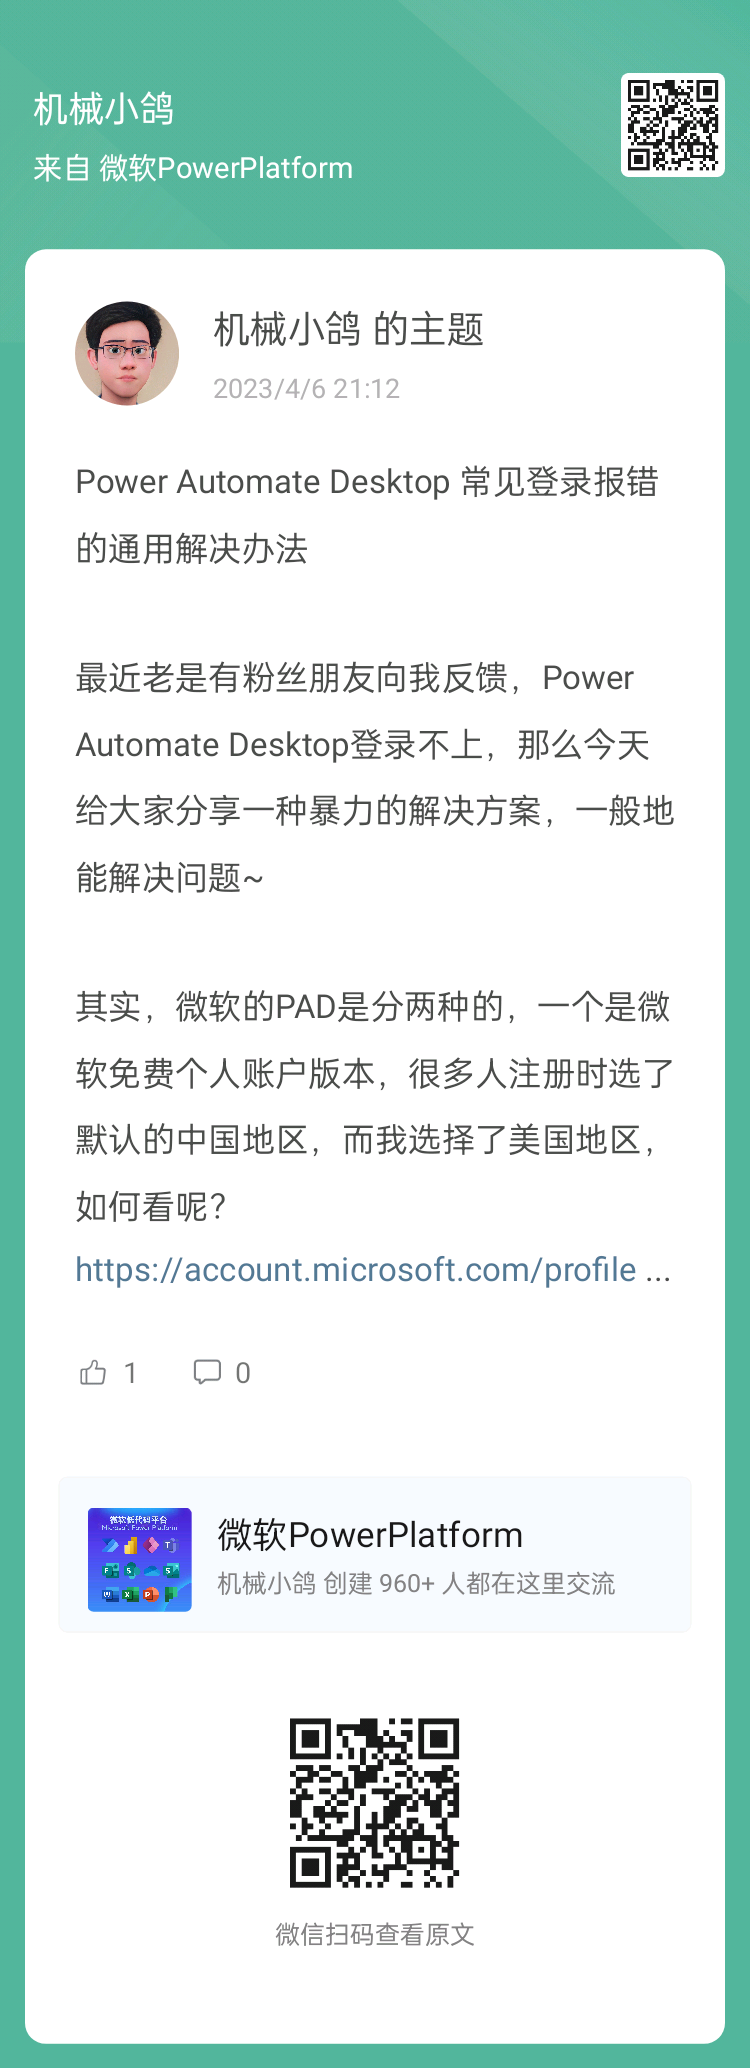 机械小鸽
来自 微软PowerPlatform
机械小鸽 的主题
2023/4/6 21:12
Power Automate Desktop 常见登录报错
的通用解决办法
最近老是有粉丝朋友向我反馈，Power
Automate Desktop登录不上，那么今天
给大家分享一种暴力的解决方案，一般地
能解决问题~
其实，微软的PAD是分两种的，一个是微
软免费个人账户版本，很多人注册时选了
默认的中国地区，而我选择了美国地区，
如何看呢？
https://account.microsoft.com/profile ...
1 0
微软低代码平台
Microsoft Power Platform
微软PowerPlatform
机械小鸽 创建 960+ 人都在这里交流
微信扫码查看原文